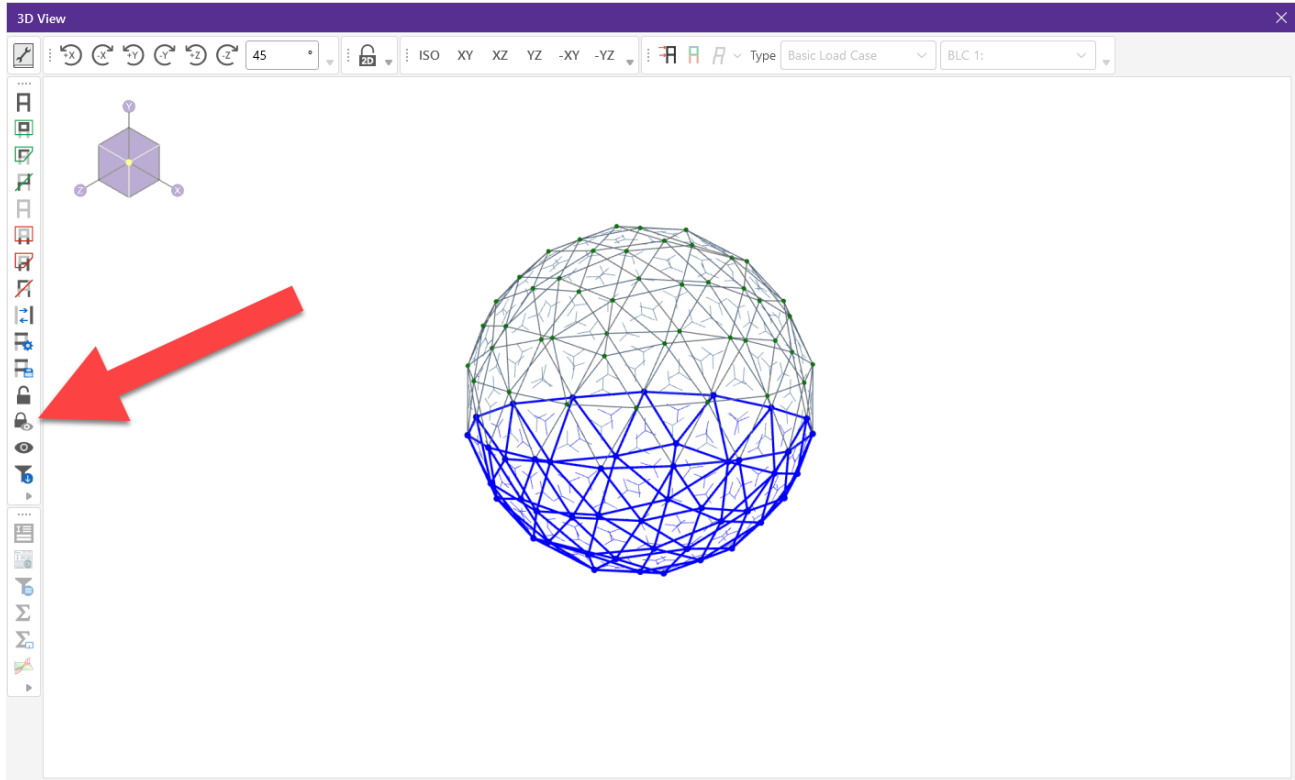 3D View
+X -X +Y -Y +Z -Z 45 ° 2D ISO XY XZ YZ -XY -YZ Type Basic Load Case BLC 1:
Y
Z X